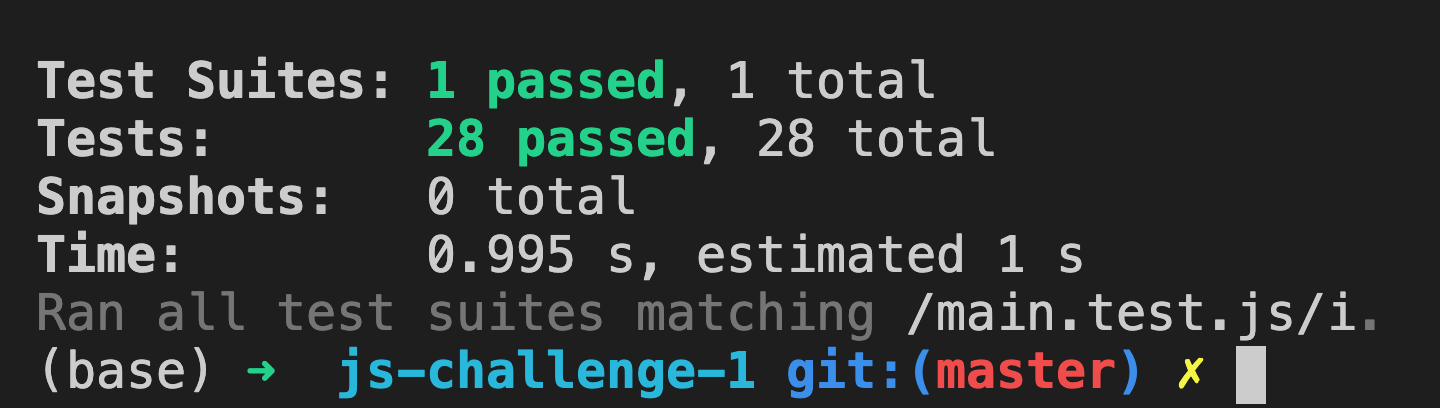 Test Suites: 1 passed, 1 total
Tests:       28 passed, 28 total
Snapshots:   0 total
Time:        0.995 s, estimated 1 s
Ran all test suites matching /main.test.js/i.
(base) ➜  js-challenge-1 git:(master) ✗